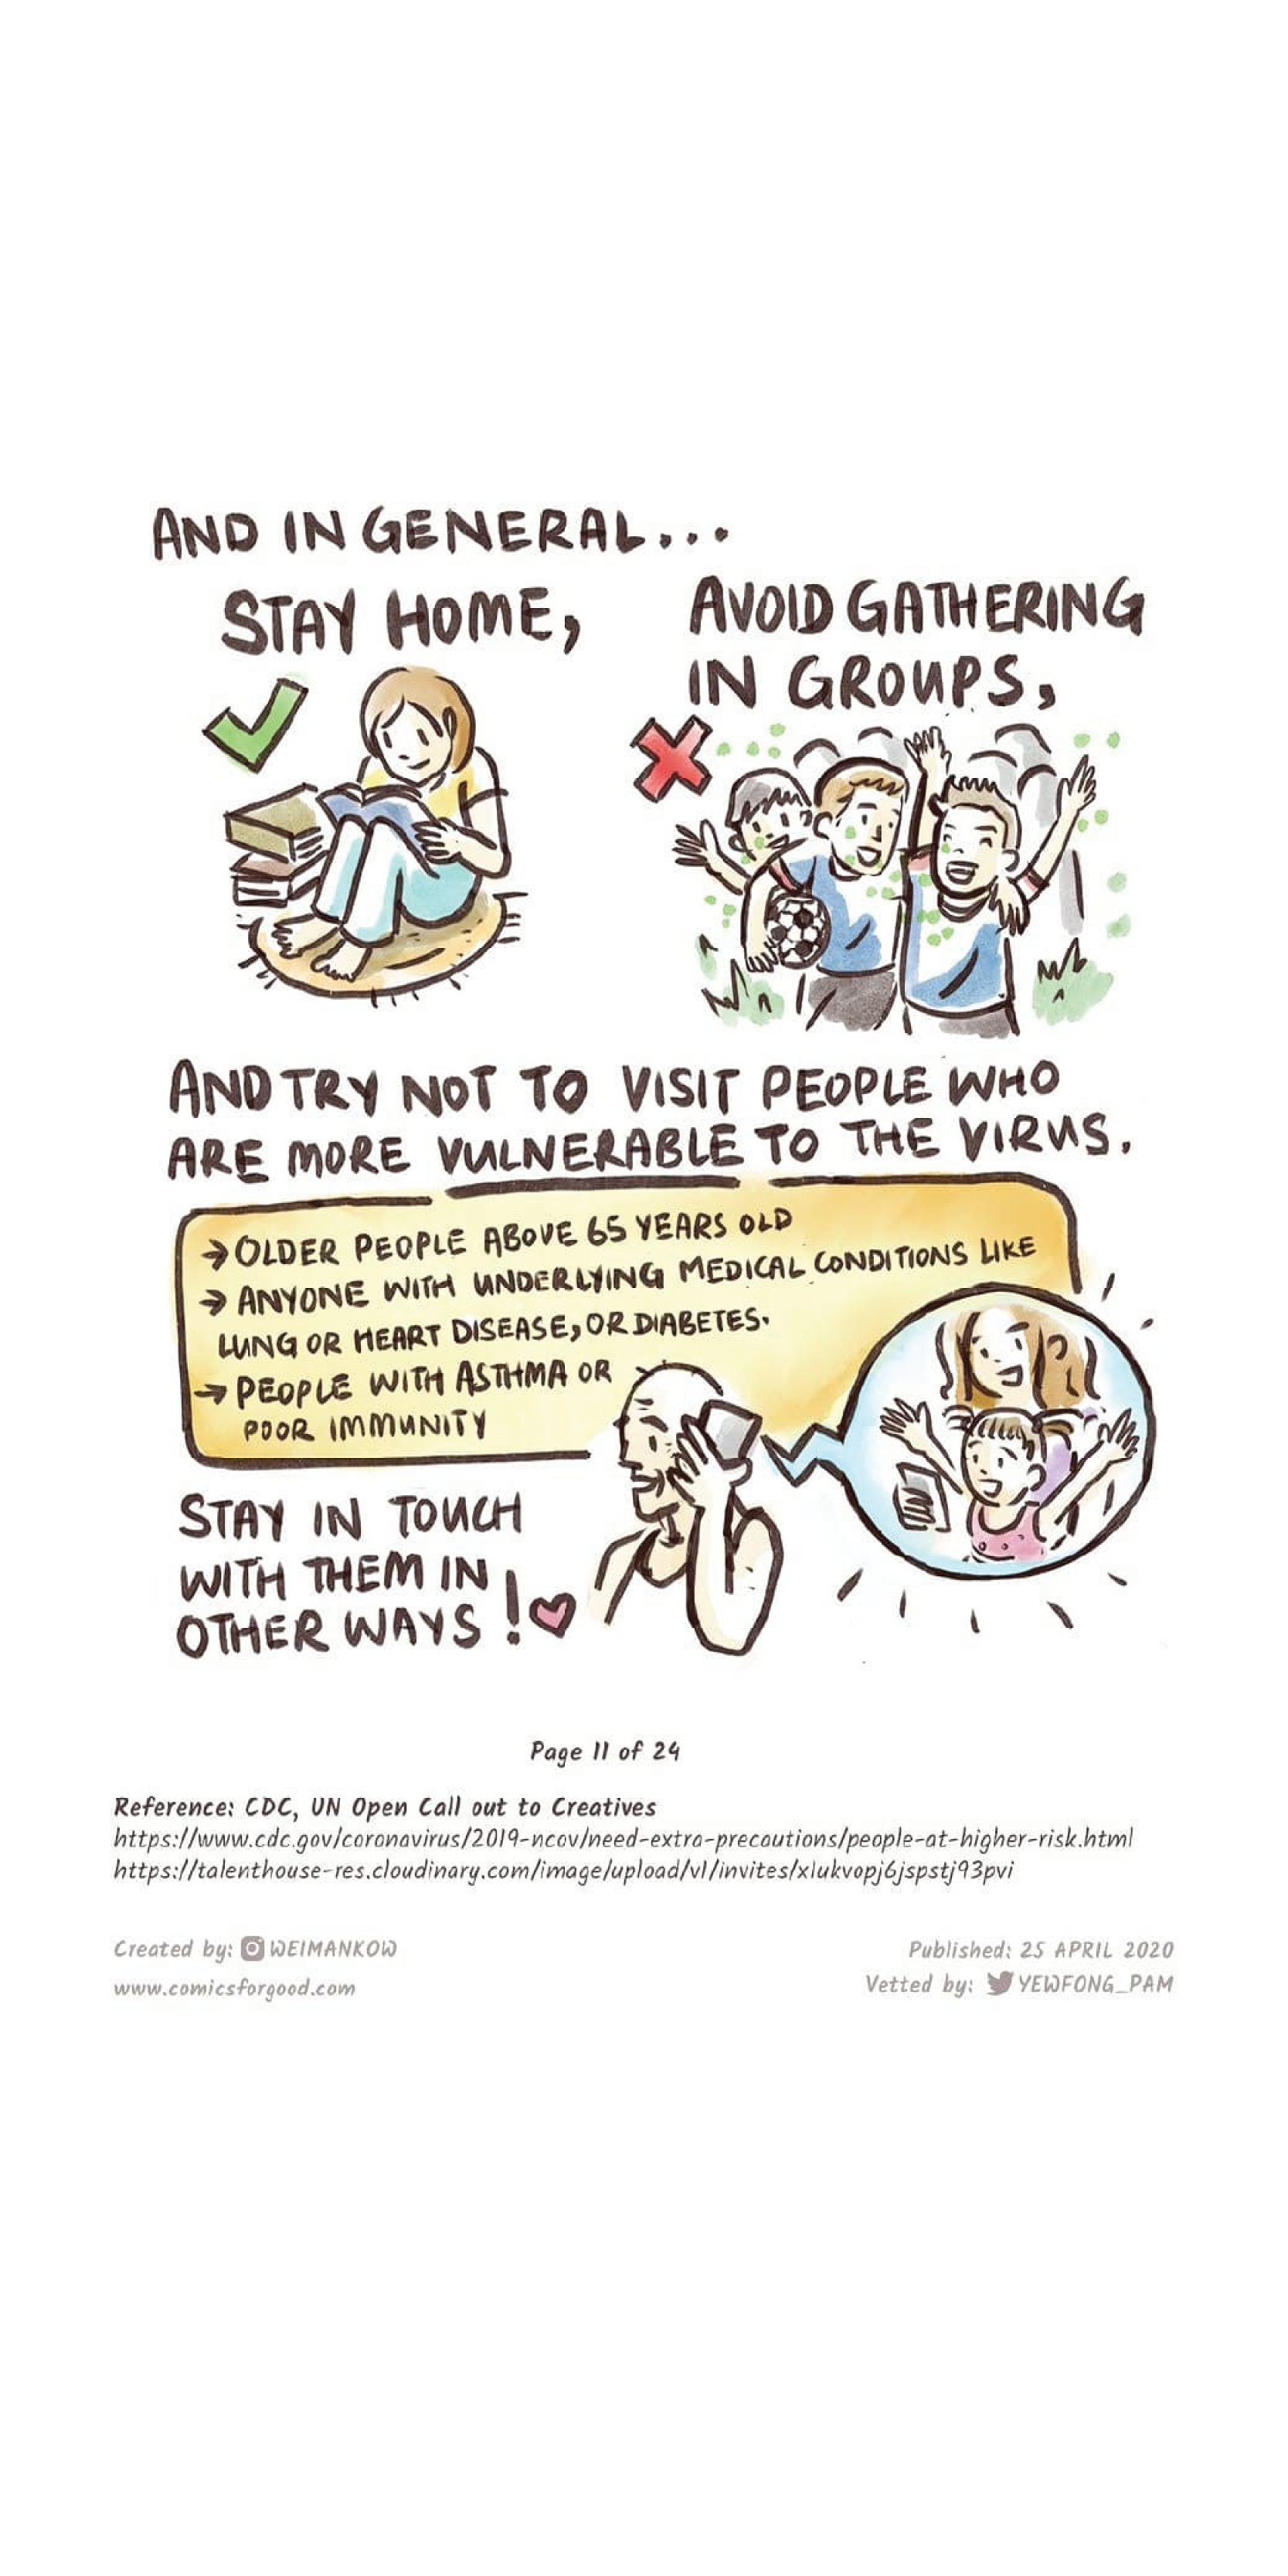 AND IN GENERAL...
STAY HOME,
AVOID GATHERING
IN GROUPS,
AND TRY NOT TO VISIT PEOPLE WHO
ARE MORE VULNERABLE TO THE VIRUS.
→ OLDER PEOPLE ABOVE 65 YEARS OLD
→ ANYONE WITH UNDERLYING MEDICAL CONDITIONS LIKE
LUNG OR HEART DISEASE, OR DIABETES.
→ PEOPLE WITH ASTHMA OR
POOR IMMUNITY
STAY IN TOUCH
WITH THEM IN
OTHER WAYS!
Page 11 of 24
Reference: CDC, UN Open Call out to Creatives
https://www.cdc.gov/coronavirus/2019-ncov/need-extra-precautions/people-at-higher-risk.html
https://talenthouse-res.cloudinary.com/image/upload/v1/invites/xlukvopj6jspstj93pvi
Created by: WEIMANKOW
www.comicsforgood.com
Published: 25 APRIL 2020
Vetted by: YEWFONG_PAM